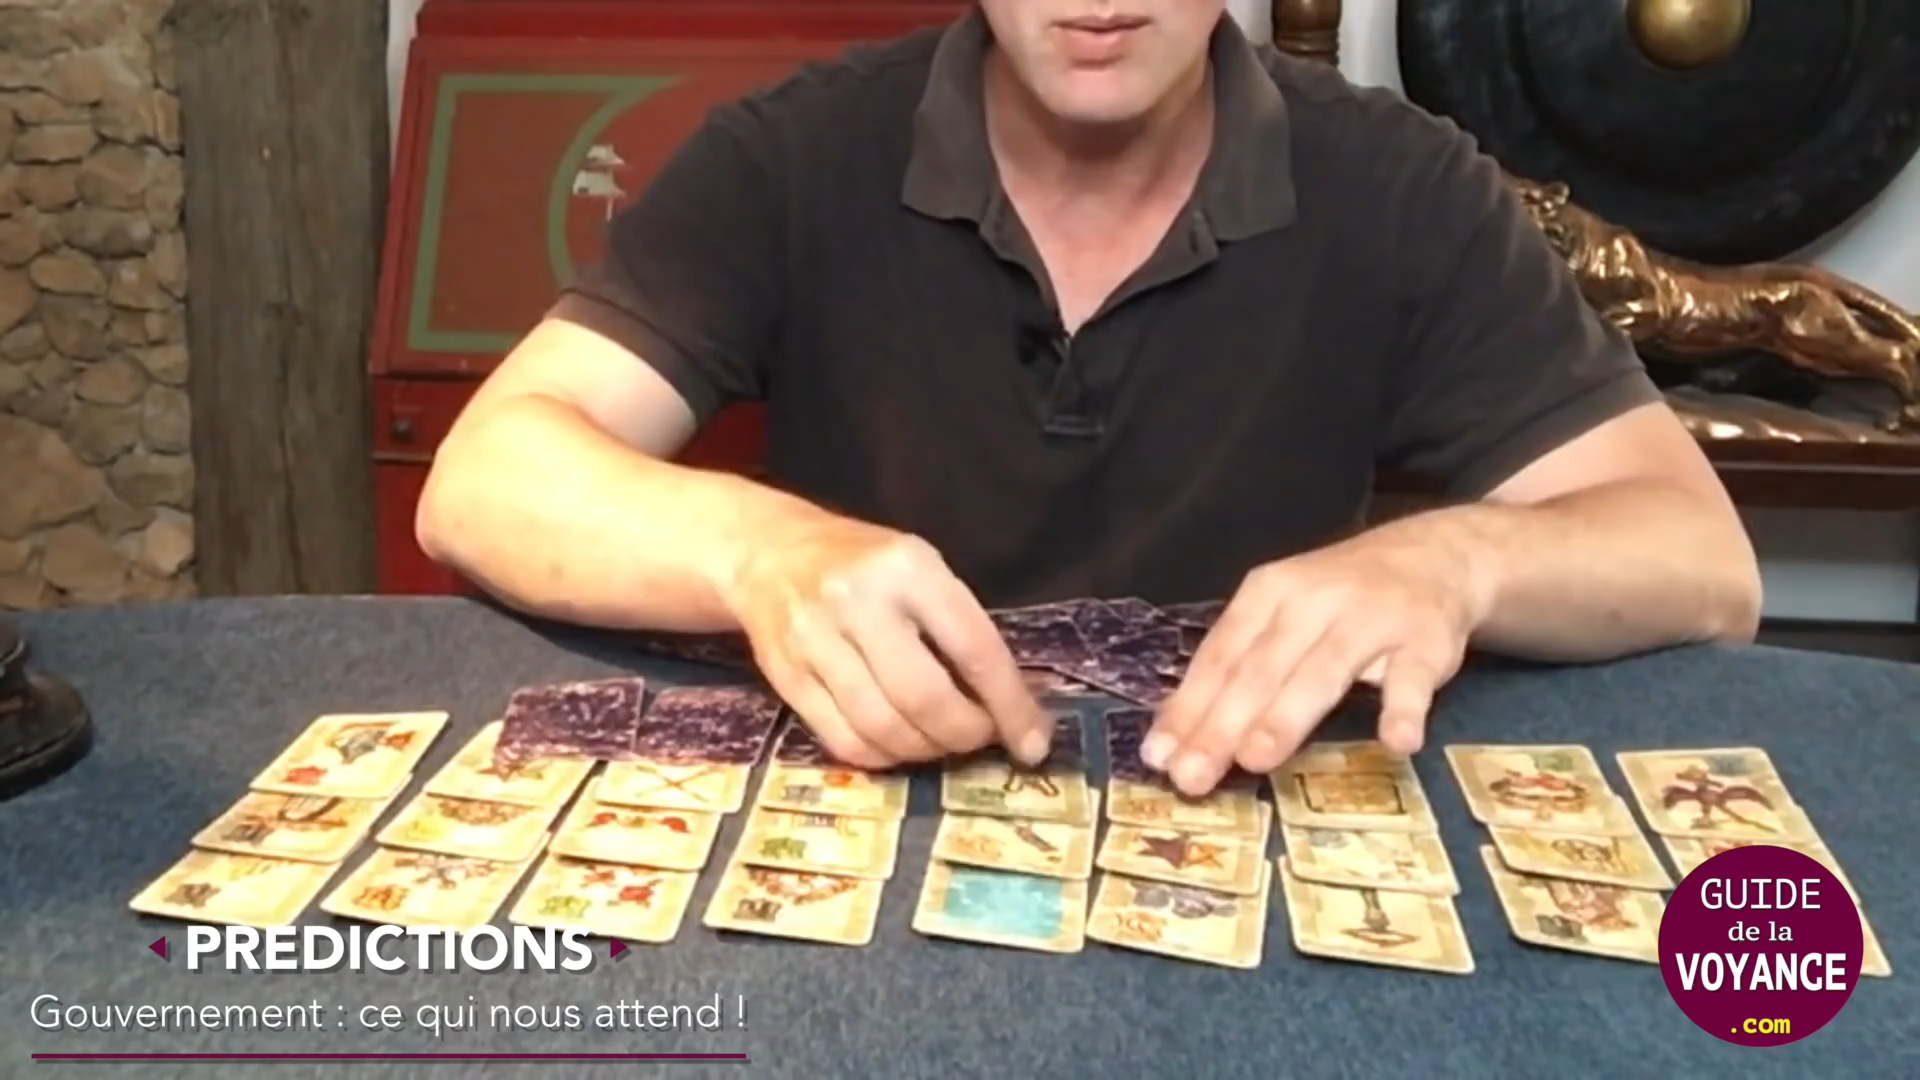 PREDICTIONS
Gouvernement : ce qui nous attend !
GUIDE
de la
VOYANCE
.com